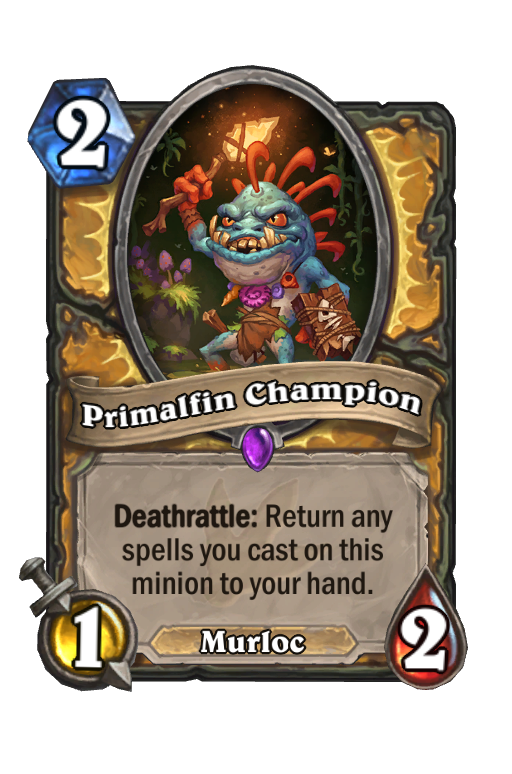 2
Primalfin Champion
Deathrattle: Return any
spells you cast on this
minion to your hand.
1
Murloc
2